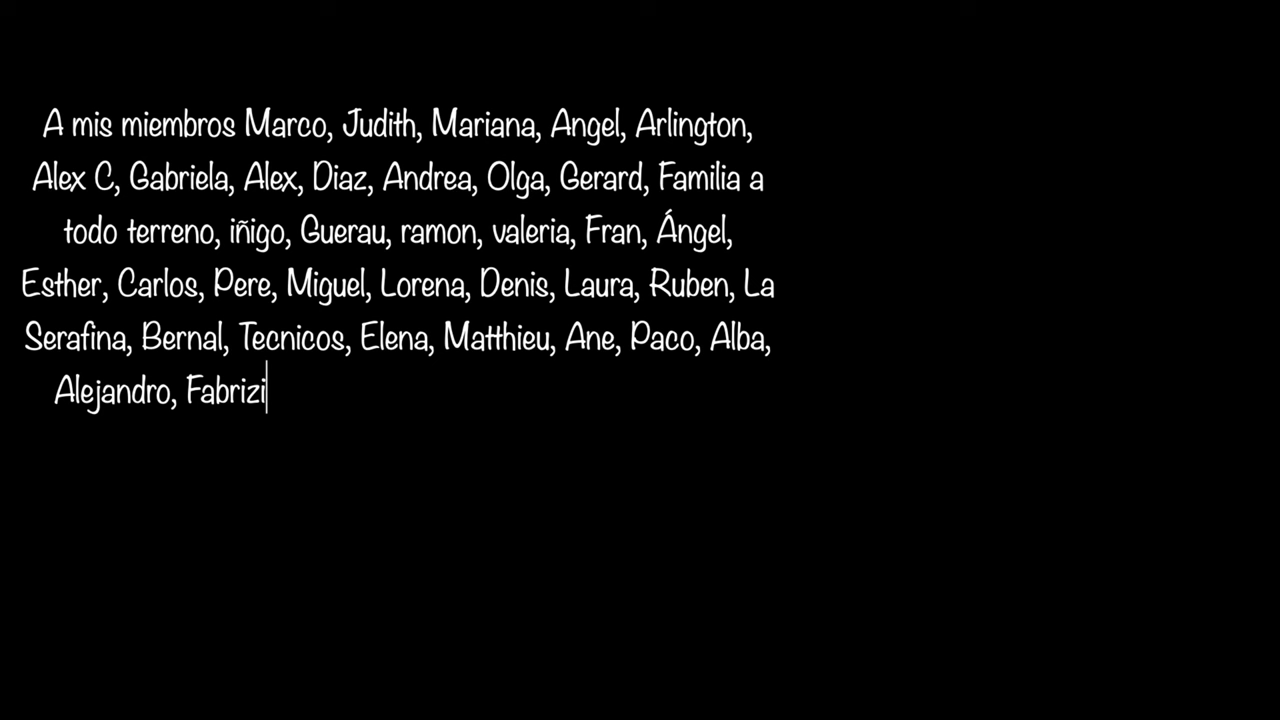 A mis miembros Marco, Judith, Mariana, Angel, Arlington,
Alex C, Gabriela, Alex, Diaz, Andrea, Olga, Gerard, Familia a
todo terreno, iñigo, Guerau, ramon, valeria, Fran, Ángel,
Esther, Carlos, Pere, Miguel, Lorena, Denis, Laura, Ruben, La
Serafina, Bernal, Tecnicos, Elena, Matthieu, Ane, Paco, Alba,
Alejandro, Fabrizi